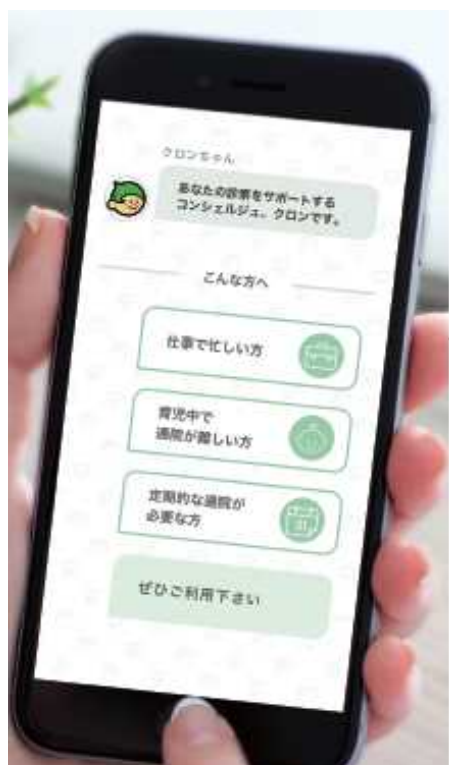 クロンちゃん
あなたの診察をサポートする
コンシェルジュ、クロンです。
こんな方へ
仕事で忙しい方
育児中で
通院が難しい方
定期的な通院が
必要な方
31
ぜひご利用下さい